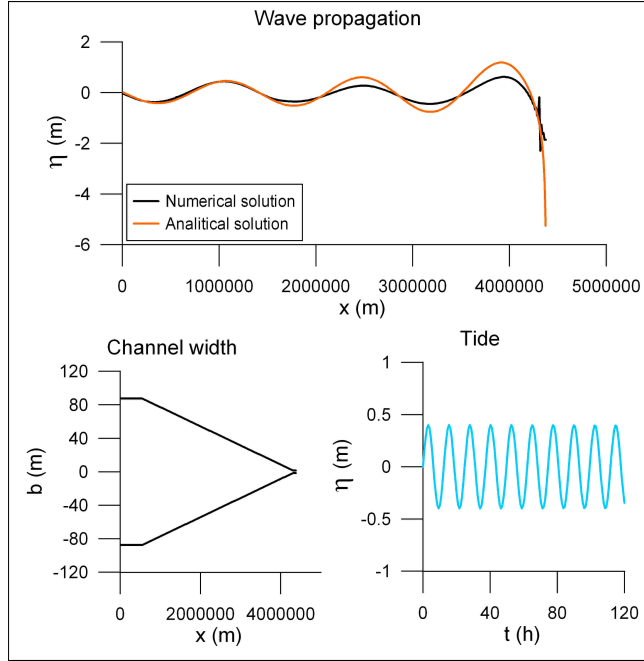 Wave propagation
2
0
-2
-4
-6
η (m)
Numerical solution
Analitical solution
0 1000000 2000000 3000000 4000000 5000000
x (m)
Channel width
120
80
40
0
-40
-80
-120
b (m)
0 2000000 4000000
x (m)
Tide
1
0.5
0
-0.5
-1
η (m)
0 40 80 120
t (h)